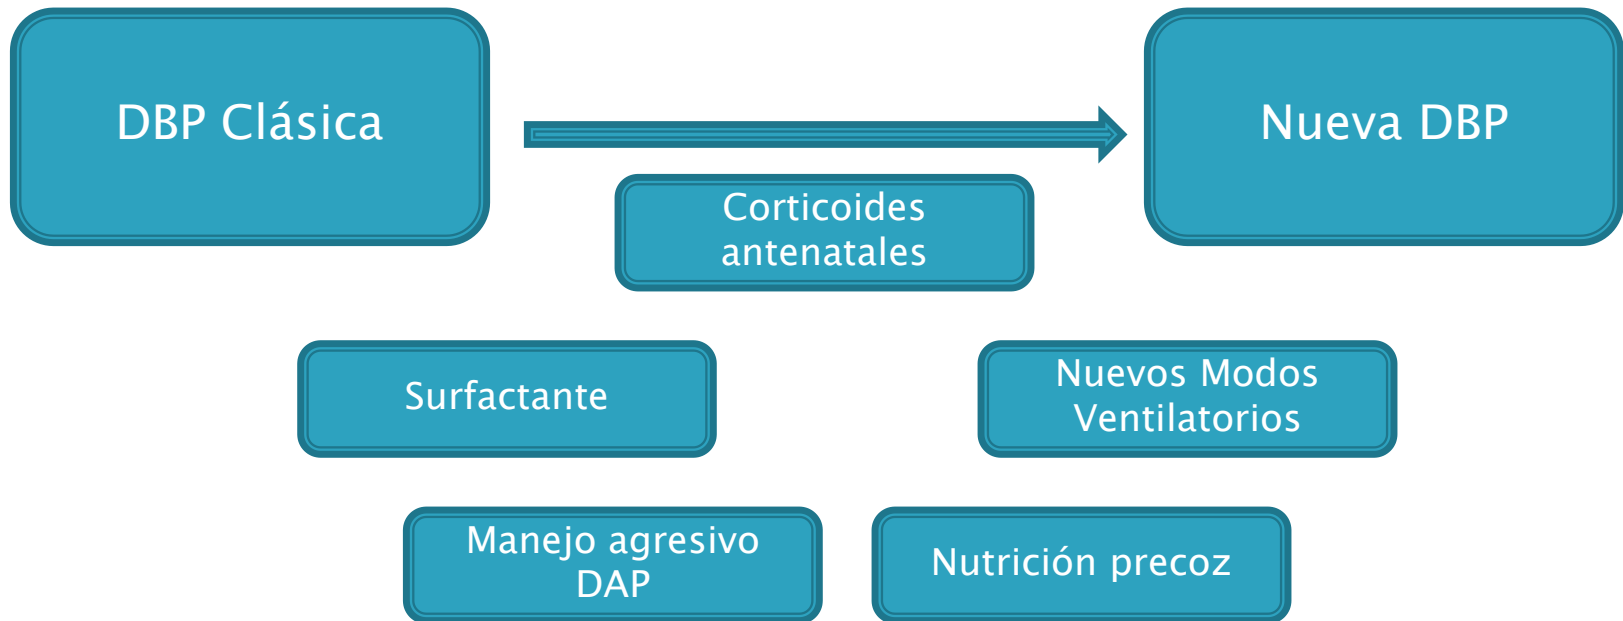 DBP Clásica
Nueva DBP
Corticoides
antenatales
Surfactante
Nuevos Modos
Ventilatorios
Manejo agresivo
DAP
Nutrición precoz